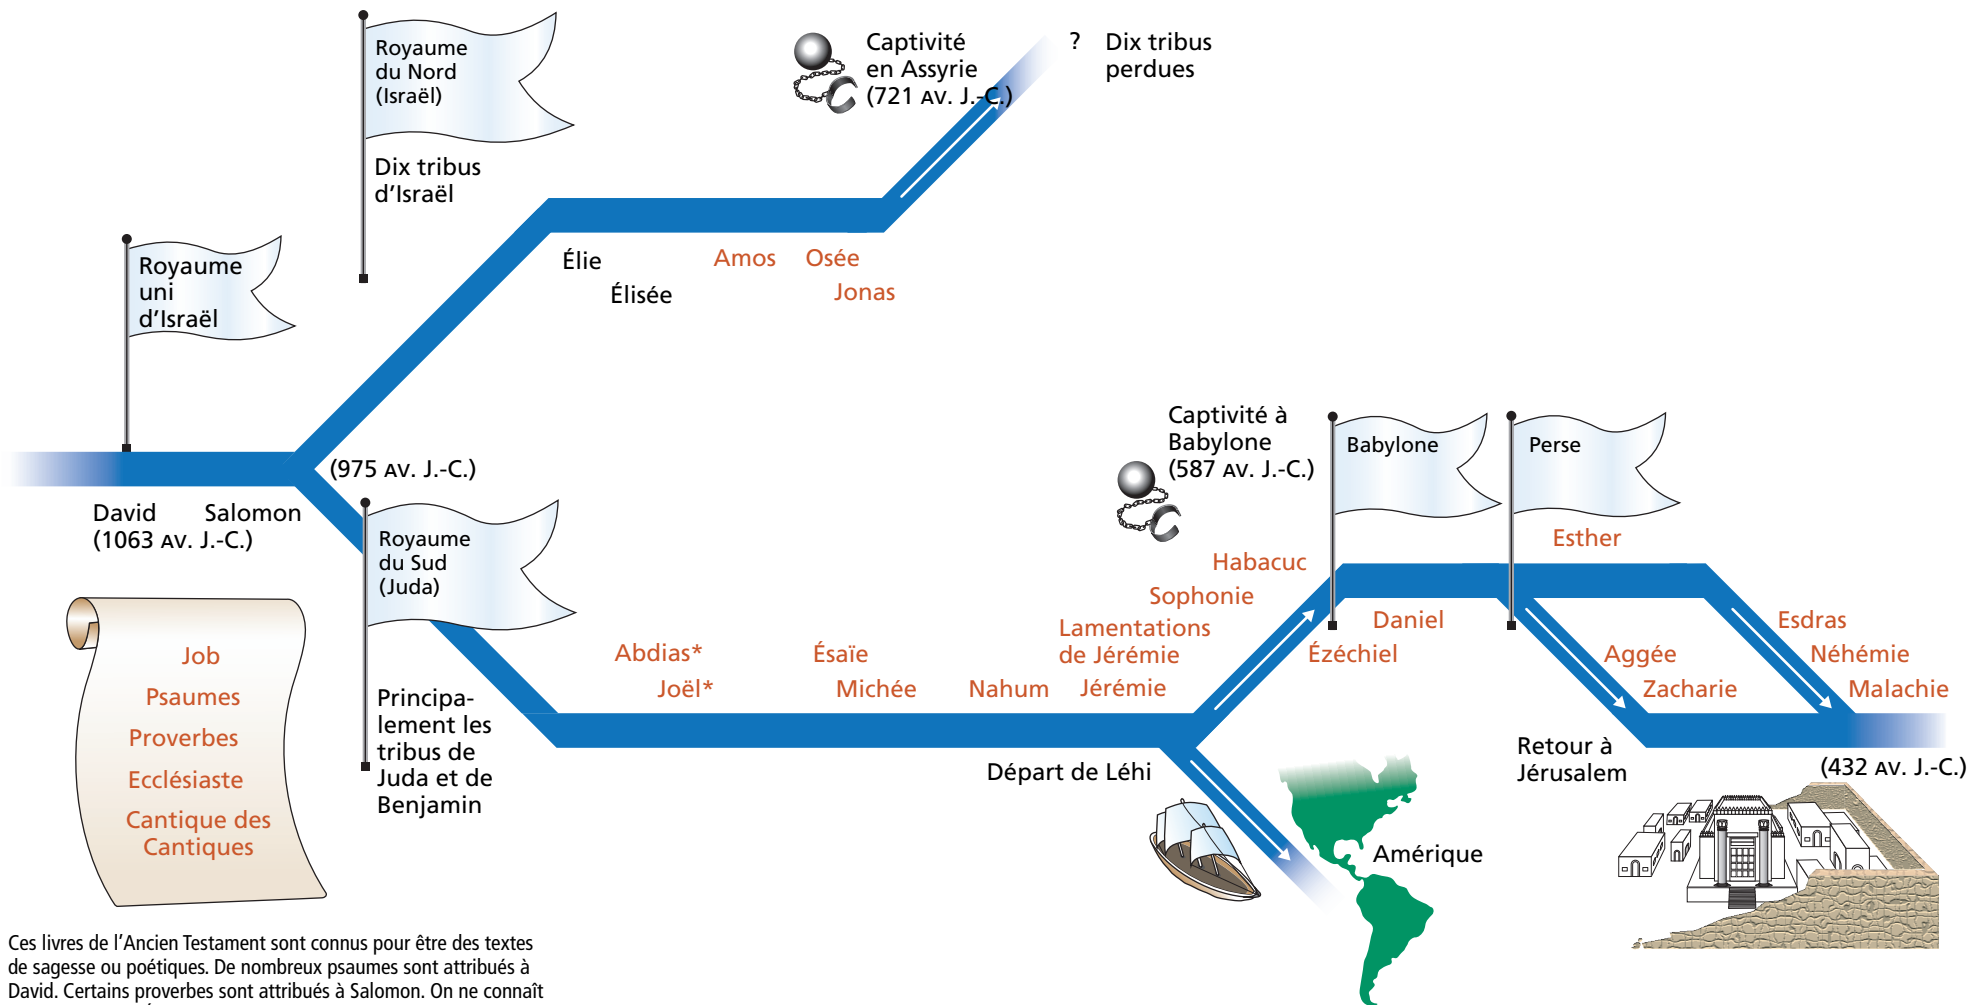 Royaume
du Nord
(Israël)
Dix tribus
d’Israël
Captivité
en Assyrie
(721 AV. J.-C.)
? Dix tribus
perdues
Royaume
uni
d’Israël
Élie
Élisée
Amos
Osée
Jonas
(975 AV. J.-C.)
David Salomon
(1063 AV. J.-C.)
Royaume
du Sud
(Juda)
Principa-
lement les
tribus de
Juda et de
Benjamin
Job
Psaumes
Proverbes
Ecclésiaste
Cantique des
Cantiques
Abdias*
Joël*
Ésaïe
Michée
Nahum
Lamentations
de Jérémie
Jérémie
Sophonie
Habacuc
Captivité à
Babylone
(587 AV. J.-C.)
Babylone
Perse
Esther
Daniel
Ézéchiel
Aggée
Zacharie
Esdras
Néhémie
Malachie
Départ de Léhi
Amérique
Retour à
Jérusalem
(432 AV. J.-C.)
Ces livres de l’Ancien Testament sont connus pour être des textes
de sagesse ou poétiques. De nombreux psaumes sont attribués à
David. Certains proverbes sont attribués à Salomon. On ne connaît